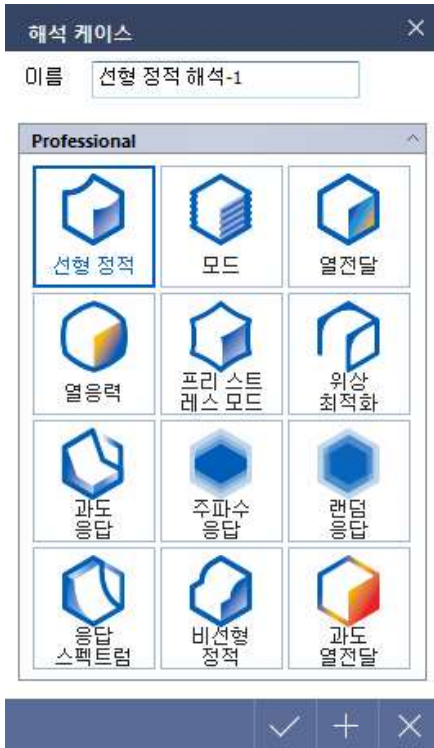 해석 케이스
이름 선형 정적 해석-1
Professional
선형 정적 모드 열전달
열응력 프리 스트
레스 모드 위상
최적화
과도
응답 주파수
응답 랜덤
응답
응답
스펙트럼 비선형
정적 과도
열전달